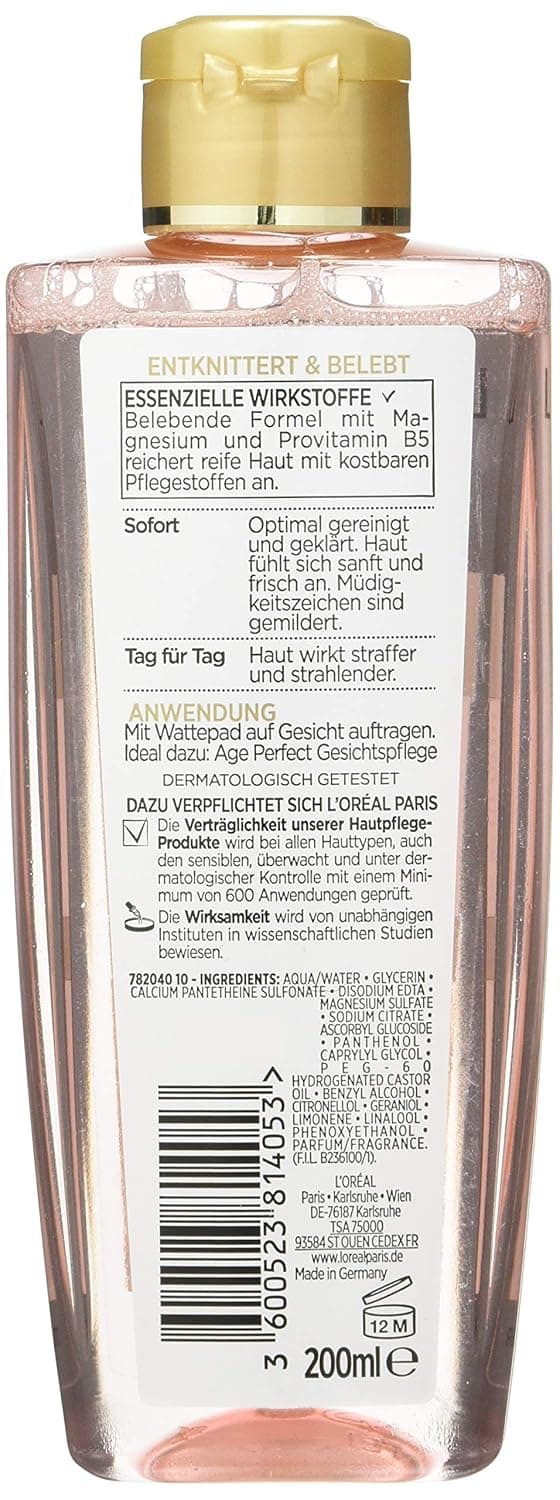 ENTKNITTERT & BELEBT
ESSENZIELLE WIRKSTOFFE
Belebende Formel mit Ma-
gnesium und Provitamin B5
reichert reife Haut mit kostbaren
Pflegestoffen an.
Sofort Optimal gereinigt
und geklärt. Haut
fühlt sich sanft und
frisch an. Müdig-
keitszeichen sind
gemildert.
Tag für Tag Haut wirkt straffer
und strahlender.
ANWENDUNG
Mit Wattepad auf Gesicht auftragen.
Ideal dazu: Age Perfect Gesichtspflege
DERMATOLOGISCH GETESTET
DAZU VERPFLICHTET SICH L'ORÉAL PARIS
Die Verträglichkeit unserer Hautpflege-
Produkte wird bei allen Hauttypen, auch
den sensiblen, überwacht und unter der-
matologischer Kontrolle mit einem Mini-
mum von 600 Anwendungen geprüft.
Die Wirksamkeit wird von unabhängigen
Instituten in wissenschaftlichen Studien
bewiesen.
782040 10 - INGREDIENTS: AQUA/WATER • GLYCERIN •
CALCIUM PANTETHEINE SULFONATE • DISODIUM EDTA •
MAGNESIUM SULFATE
• SODIUM CITRATE •
ASCORBYL GLUCOSIDE
• PANTHENOL •
CAPRYLYL GLYCOL •
PEG-60
HYDROGENATED CASTOR
OIL • BENZYL ALCOHOL •
CITRONELLOL • GERANIOL •
LIMONENE • LINALOOL •
PHENOXYETHANOL •
PARFUM/FRAGRANCE.
(F.I.L. B236100/1).
3 600523 814053 >
L'ORÉAL
Paris • Karlsruhe • Wien
DE-76187 Karlsruhe
TSA 75000
93584 ST OUEN CEDEX FR
www.lorealparis.de
Made in Germany
12 M
200ml e